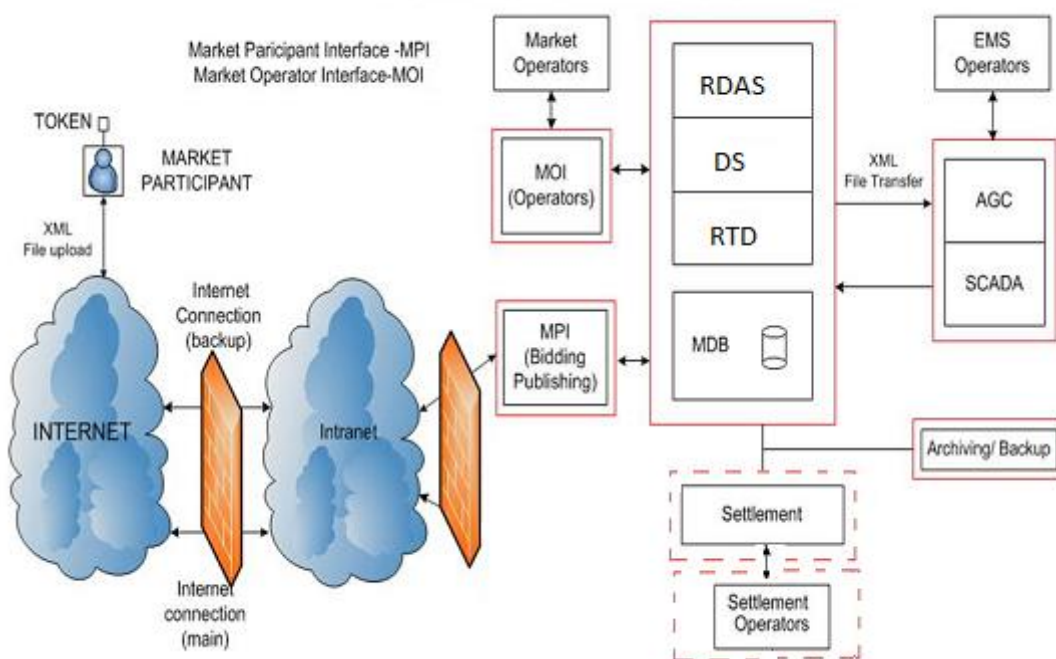 Market Paricipant Interface -MPI
Market Operator Interface-MOI
TOKEN
MARKET
PARTICIPANT
XML
File upload
Internet
Connection
(backup)
INTERNET
Intranet
Internet
connection
(main)
Market
Operators
MOI
(Operators)
MPI
(Bidding
Publishing)
RDAS
DS
RTD
MDB
XML
File Transfer
EMS
Operators
AGC
SCADA
Archiving/ Backup
Settlement
Settlement
Operators